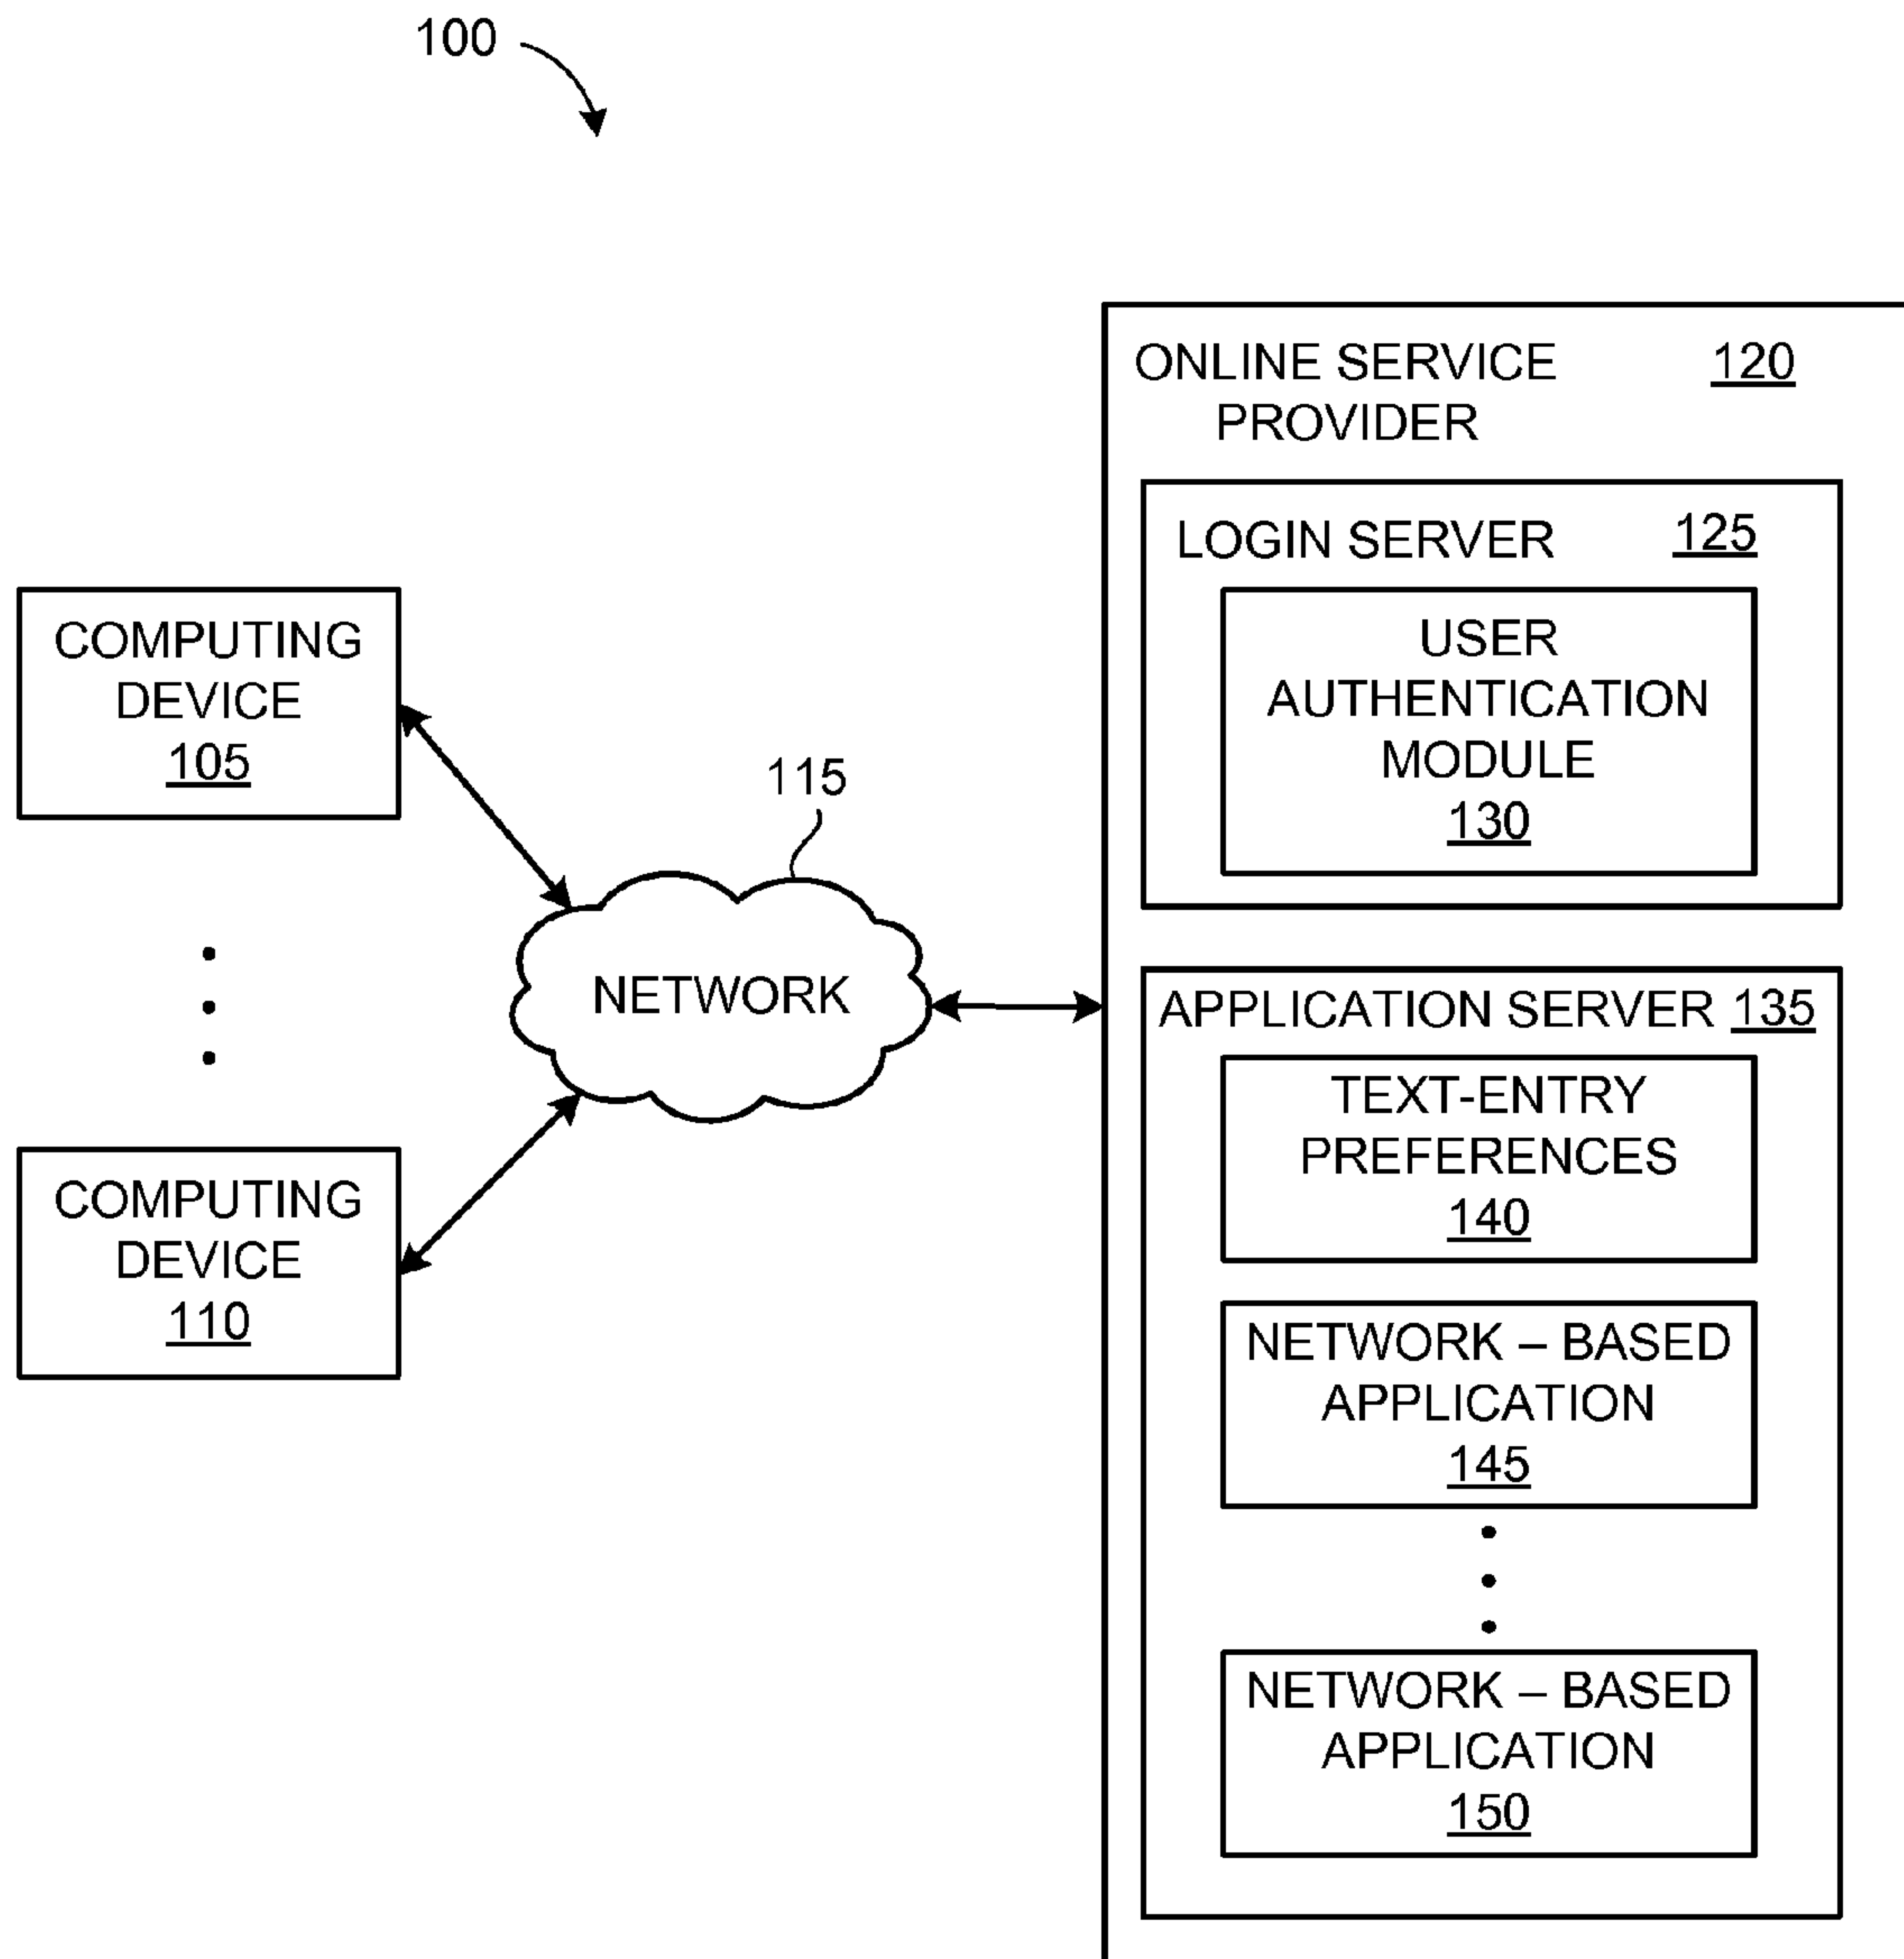 100
ONLINE SERVICE 120
PROVIDER
LOGIN SERVER 125
USER
AUTHENTICATION
MODULE
130
COMPUTING
DEVICE
105
115
NETWORK
COMPUTING
DEVICE
110
APPLICATION SERVER 135
TEXT-ENTRY
PREFERENCES
140
NETWORK – BASED
APPLICATION
145
NETWORK – BASED
APPLICATION
150